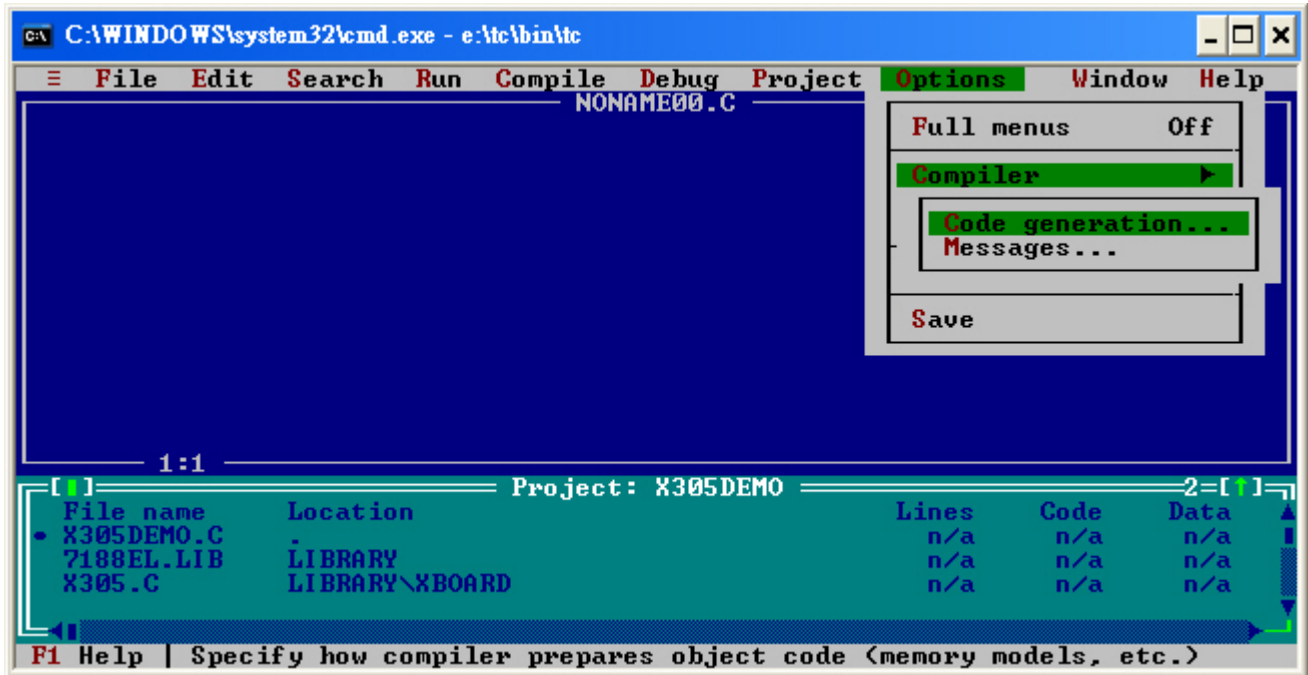 C:\WINDOWS\system32\cmd.exe - e:\tc\bin\tc
≡ File Edit Search Run Compile Debug Project Options Window Help
NONAME00.C
Full menus Off
Compiler ►
Code generation...
Messages...
Save
1:1
Project: X305DEMO 2=[↑]
File name Location Lines Code Data
• X305DEMO.C . n/a n/a n/a
7188EL.LIB LIBRARY n/a n/a n/a
X305.C LIBRARY\XBOARD n/a n/a n/a
F1 Help | Specify how compiler prepares object code (memory models, etc.)